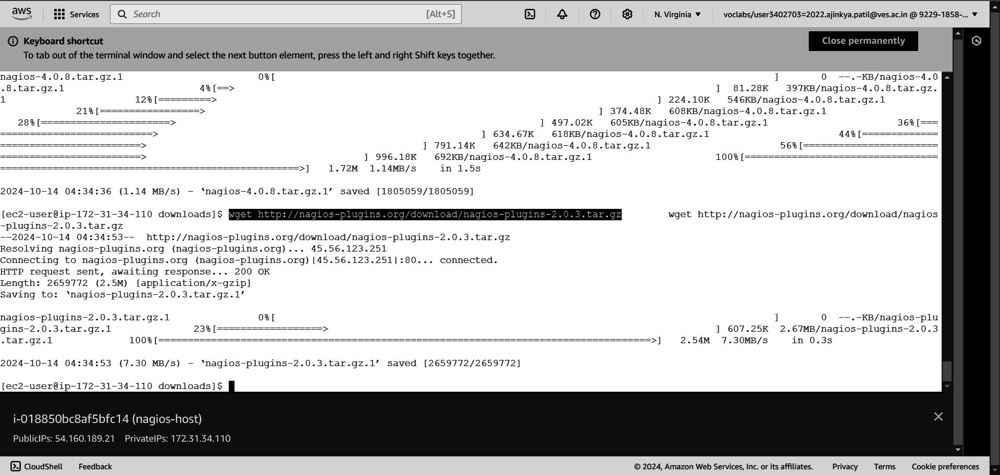 aws
Services
Search [Alt+S]
N. Virginia
voclabs/user3402703=2022.ajinkya.patil@ves.ac.in @ 9229-1858-...
Keyboard shortcut
To tab out of the terminal window and select the next button element, press the left and right Shift keys together.
Close permanently
nagios-4.0.8.tar.gz.1 0%[ ] 0 --.-KB/nagios-4.0
.8.tar.gz.1 4%[==> ] 81.28K 397KB/nagios-4.0.8.tar.gz.
1 12%[=========> ] 224.10K 546KB/nagios-4.0.8.tar.gz.1
21%[=================> ] 374.48K 608KB/nagios-4.0.8.tar.gz.1
28%[======================> ] 497.02K 605KB/nagios-4.0.8.tar.gz.1 36%[===
==========================> ] 634.67K 618KB/nagios-4.0.8.tar.gz.1 44%[=============
========================> ] 791.14K 642KB/nagios-4.0.8.tar.gz.1 56%[=======================
========================> ] 996.18K 692KB/nagios-4.0.8.tar.gz.1 100%[=================================
===================================================>] 1.72M 1.14MB/s in 1.5s
2024-10-14 04:34:36 (1.14 MB/s) - ‘nagios-4.0.8.tar.gz.1’ saved [1805059/1805059]
[ec2-user@ip-172-31-34-110 downloads]$ wget http://nagios-plugins.org/download/nagios-plugins-2.0.3.tar.gz wget http://nagios-plugins.org/download/nagios
-plugins-2.0.3.tar.gz
--2024-10-14 04:34:53-- http://nagios-plugins.org/download/nagios-plugins-2.0.3.tar.gz
Resolving nagios-plugins.org (nagios-plugins.org)... 45.56.123.251
Connecting to nagios-plugins.org (nagios-plugins.org)|45.56.123.251|:80... connected.
HTTP request sent, awaiting response... 200 OK
Length: 2659772 (2.5M) [application/x-gzip]
Saving to: ‘nagios-plugins-2.0.3.tar.gz.1’
nagios-plugins-2.0.3.tar.gz.1 0%[ ] 0 --.-KB/nagios-plu
gins-2.0.3.tar.gz.1 23%[==================> ] 607.25K 2.67MB/nagios-plugins-2.0.3
.tar.gz.1 100%[====================================================================================>] 2.54M 7.30MB/s in 0.3s
2024-10-14 04:34:53 (7.30 MB/s) - ‘nagios-plugins-2.0.3.tar.gz.1’ saved [2659772/2659772]
[ec2-user@ip-172-31-34-110 downloads]$
i-018850bc8af5bfc14 (nagios-host)
PublicIPs: 54.160.189.21 PrivateIPs: 172.31.34.110
CloudShell Feedback © 2024, Amazon Web Services, Inc. or its affiliates. Privacy Terms Cookie preferences